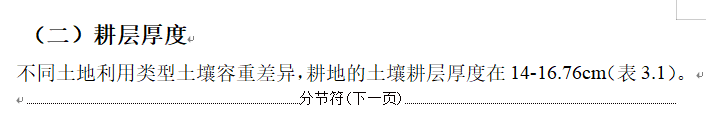 （二）耕层厚度
不同土地利用类型土壤容重差异，耕地的土壤耕层厚度在 14-16.76cm（表 3.1）。
分节符(下一页)